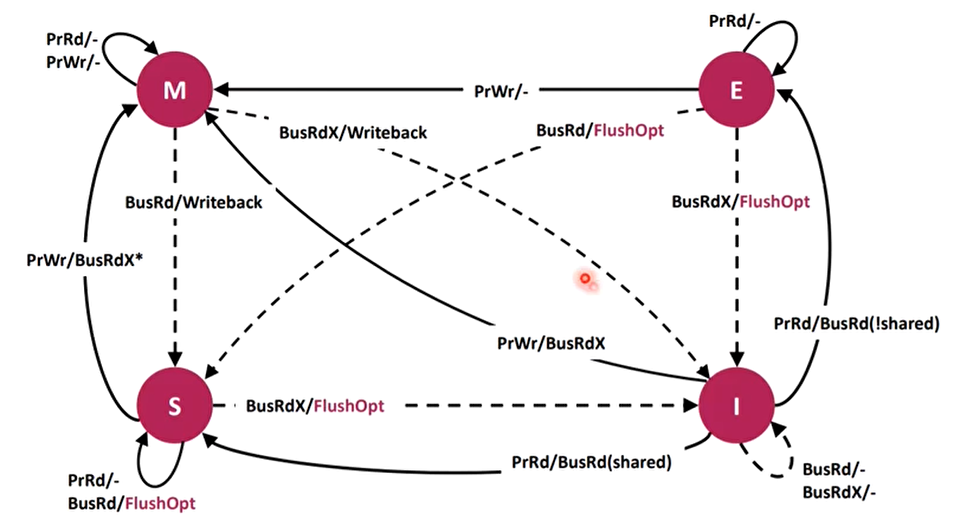 PrRd/-
PrRd/-
PrWr/-
M
PrWr/-
E
BusRdX/Writeback
BusRd/FlushOpt
BusRd/Writeback
BusRdX/FlushOpt
PrWr/BusRdX*
PrRd/BusRd(!shared)
PrWr/BusRdX
S
BusRdX/FlushOpt
I
PrRd/BusRd(shared)
PrRd/-
BusRd/FlushOpt
BusRd/-
BusRdX/-